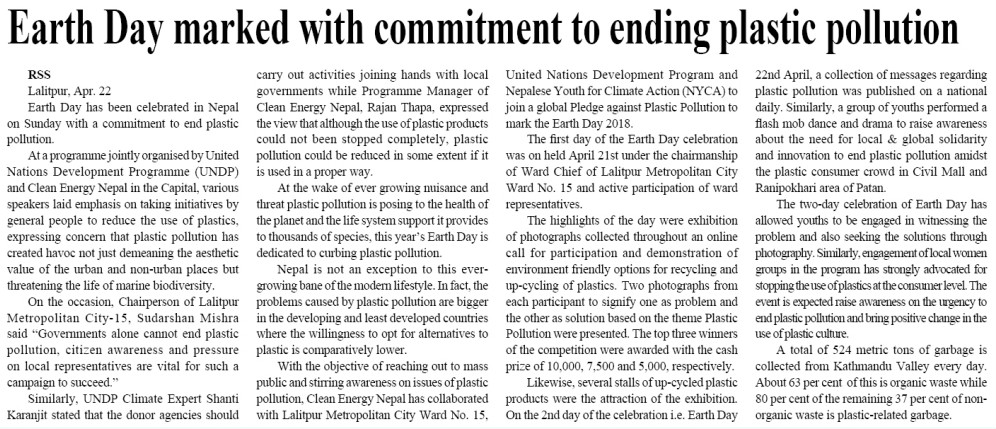 Earth Day marked with commitment to ending plastic pollution
RSS
Lalitpur, Apr. 22
Earth Day has been celebrated in Nepal
on Sunday with a commitment to end plastic
pollution.
At a programme jointly organised by United
Nations Development Programme (UNDP)
and Clean Energy Nepal in the Capital, various
speakers laid emphasis on taking initiatives by
general people to reduce the use of plastics,
expressing concern that plastic pollution has
created havoc not just demeaning the aesthetic
value of the urban and non-urban places but
threatening the life of marine biodiversity.
On the occasion, Chairperson of Lalitpur
Metropolitan City-15, Sudarshan Mishra
said “Governments alone cannot end plastic
pollution, citizen awareness and pressure
on local representatives are vital for such a
campaign to succeed.”
Similarly, UNDP Climate Expert Shanti
Karanjit stated that the donor agencies should
carry out activities joining hands with local
governments while Programme Manager of
Clean Energy Nepal, Rajan Thapa, expressed
the view that although the use of plastic products
could not been stopped completely, plastic
pollution could be reduced in some extent if it
is used in a proper way.
At the wake of ever growing nuisance and
threat plastic pollution is posing to the health of
the planet and the life system support it provides
to thousands of species, this year’s Earth Day is
dedicated to curbing plastic pollution.
Nepal is not an exception to this ever-
growing bane of the modern lifestyle. In fact, the
problems caused by plastic pollution are bigger
in the developing and least developed countries
where the willingness to opt for alternatives to
plastic is comparatively lower.
With the objective of reaching out to mass
public and stirring awareness on issues of plastic
pollution, Clean Energy Nepal has collaborated
with Lalitpur Metropolitan City Ward No. 15,
United Nations Development Program and
Nepalese Youth for Climate Action (NYCA) to
join a global Pledge against Plastic Pollution to
mark the Earth Day 2018.
The first day of the Earth Day celebration
was on held April 21st under the chairmanship
of Ward Chief of Lalitpur Metropolitan City
Ward No. 15 and active participation of ward
representatives.
The highlights of the day were exhibition
of photographs collected throughout an online
call for participation and demonstration of
environment friendly options for recycling and
up-cycling of plastics. Two photographs from
each participant to signify one as problem and
the other as solution based on the theme Plastic
Pollution were presented. The top three winners
of the competition were awarded with the cash
prize of 10,000, 7,500 and 5,000, respectively.
Likewise, several stalls of up-cycled plastic
products were the attraction of the exhibition.
On the 2nd day of the celebration i.e. Earth Day
22nd April, a collection of messages regarding
plastic pollution was published on a national
daily. Similarly, a group of youths performed a
flash mob dance and drama to raise awareness
about the need for local & global solidarity
and innovation to end plastic pollution amidst
the plastic consumer crowd in Civil Mall and
Ranipokhari area of Patan.
The two-day celebration of Earth Day has
allowed youths to be engaged in witnessing the
problem and also seeking the solutions through
photography. Similarly, engagement of local women
groups in the program has strongly advocated for
stopping the use of plastics at the consumer level. The
event is expected raise awareness on the urgency to
end plastic pollution and bring positive change in the
use of plastic culture.
A total of 524 metric tons of garbage is
collected from Kathmandu Valley every day.
About 63 per cent of this is organic waste while
80 per cent of the remaining 37 per cent of non-
organic waste is plastic-related garbage.